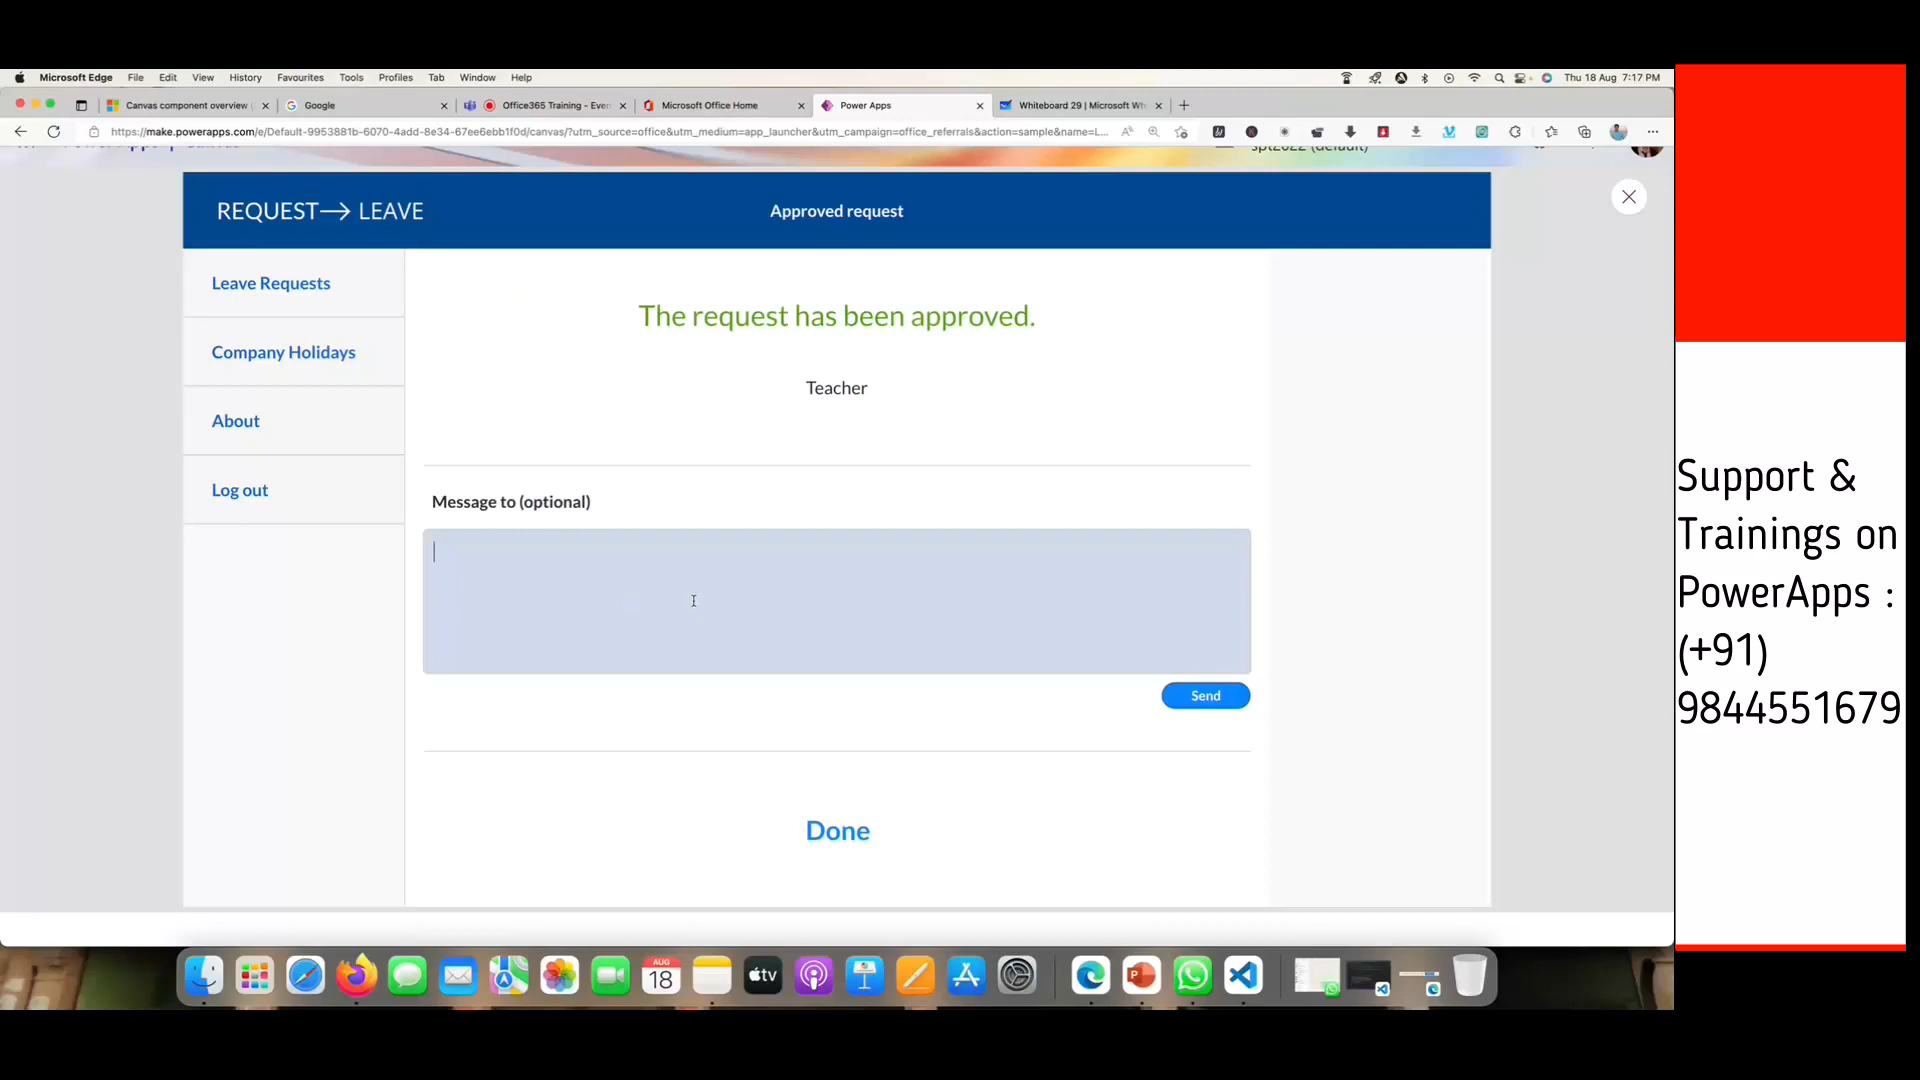 Microsoft Edge File Edit View History Favourites Tools Profiles Tab Window Help Thu 18 Aug 7:17 PM
Canvas component overview Google Office365 Training - Even Microsoft Office Home Power Apps Whiteboard 29 | Microsoft Wh
https://make.powerapps.com/e/Default-9953881b-6070-4add-8e34-67ee6ebb1f0d/canvas/?utm_source=office&utm_medium=app_launcher&utm_campaign=office_referrals&action=sample&name=L...
spt2022 (default)
REQUEST→ LEAVE
Approved request
Leave Requests
Company Holidays
About
Log out
The request has been approved.
Teacher
Message to (optional)
Send
Done
AUG
18
tv
Support &
Trainings on
PowerApps :
(+91)
9844551679